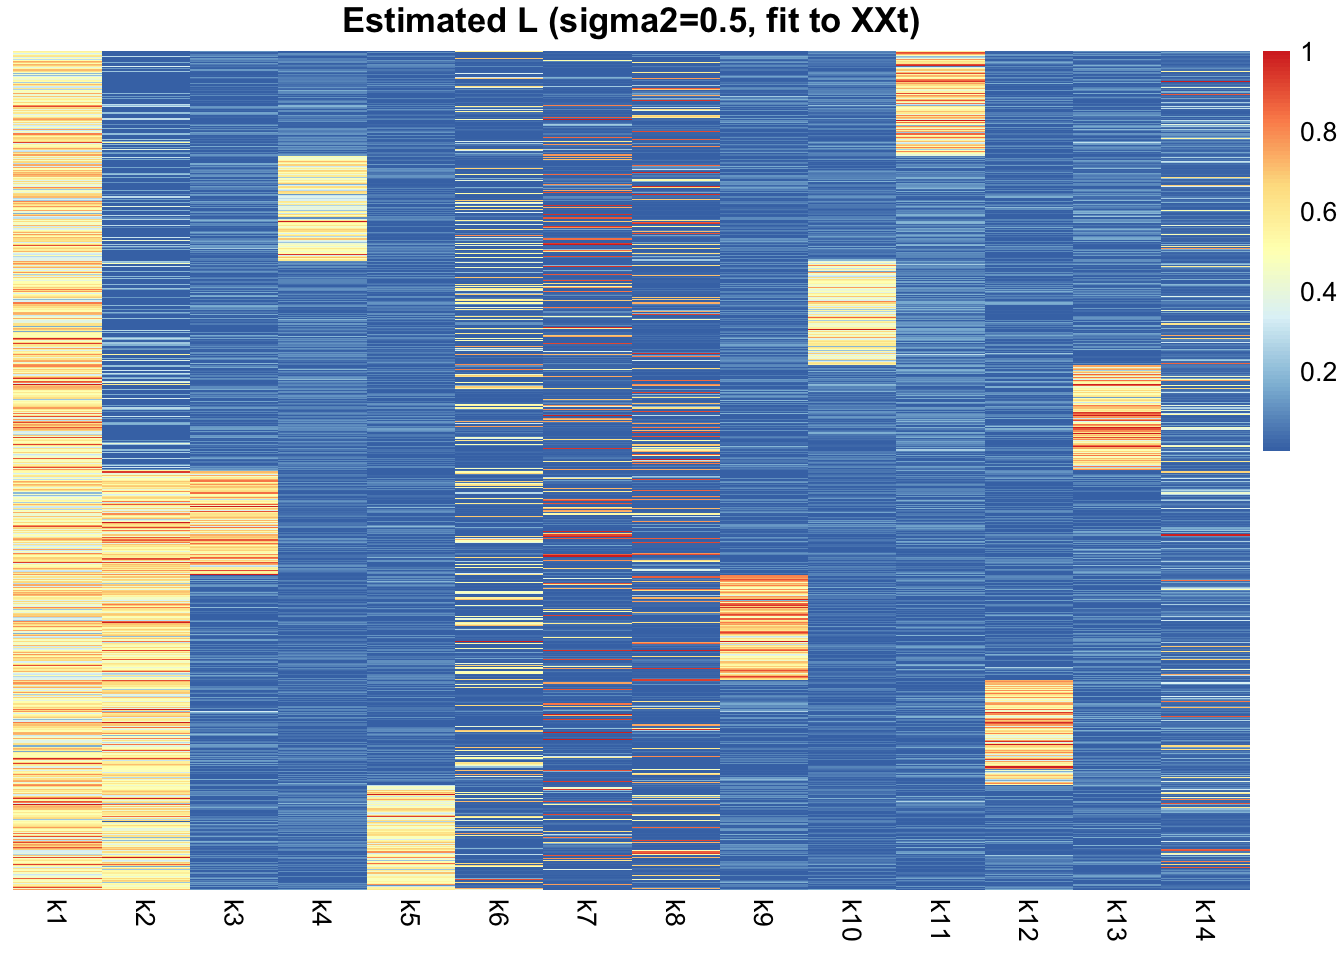 Estimated L (sigma2=0.5, fit to XXt)
1
0.8
0.6
0.4
0.2
k1
k2
k3
k4
k5
k6
k7
k8
k9
k10
k11
k12
k13
k14